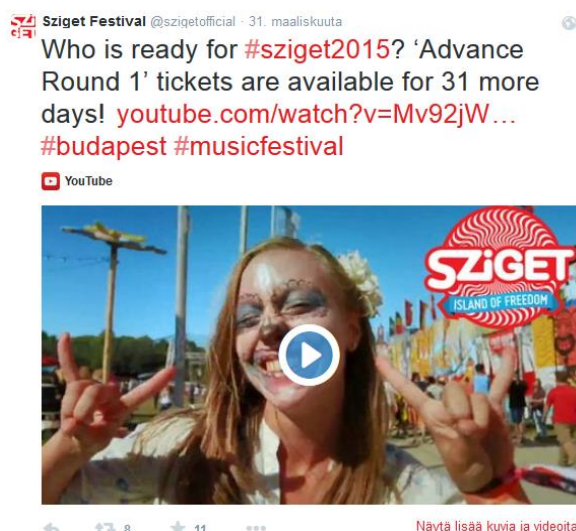 Sziget Festival @szigetofficial · 31. maaliskuuta
Who is ready for #sziget2015? ‘Advance
Round 1’ tickets are available for 31 more
days! youtube.com/watch?v=Mv92jW…
#budapest #musicfestival
YouTube
SZiGET
ISLAND OF FREEDOM
8 11
Näytä lisää kuvia ja videoita